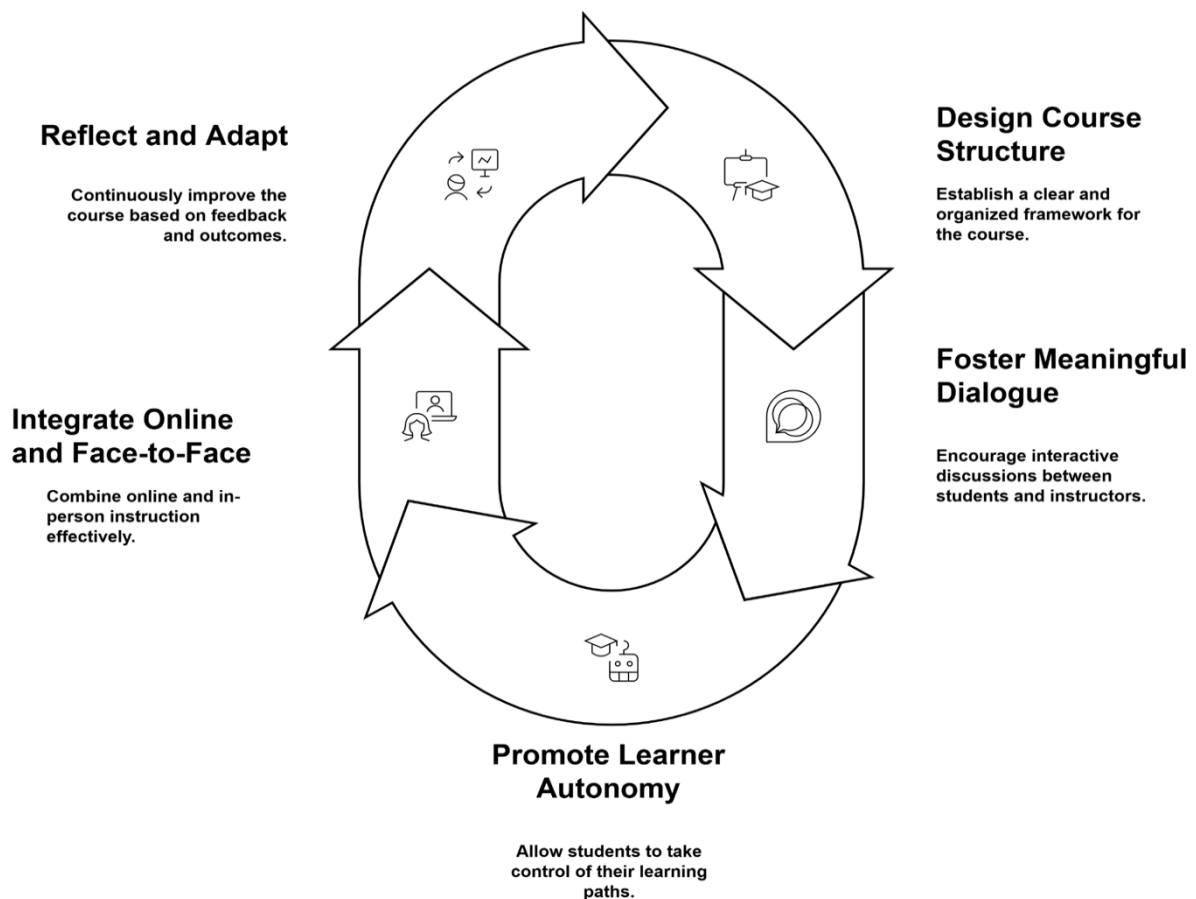 Reflect and Adapt
Continuously improve the
course based on feedback
and outcomes.
Design Course
Structure
Establish a clear and
organized framework for
the course.
Foster Meaningful
Dialogue
Encourage interactive
discussions between
students and instructors.
Integrate Online
and Face-to-Face
Combine online and in-
person instruction
effectively.
Promote Learner
Autonomy
Allow students to take
control of their learning
paths.